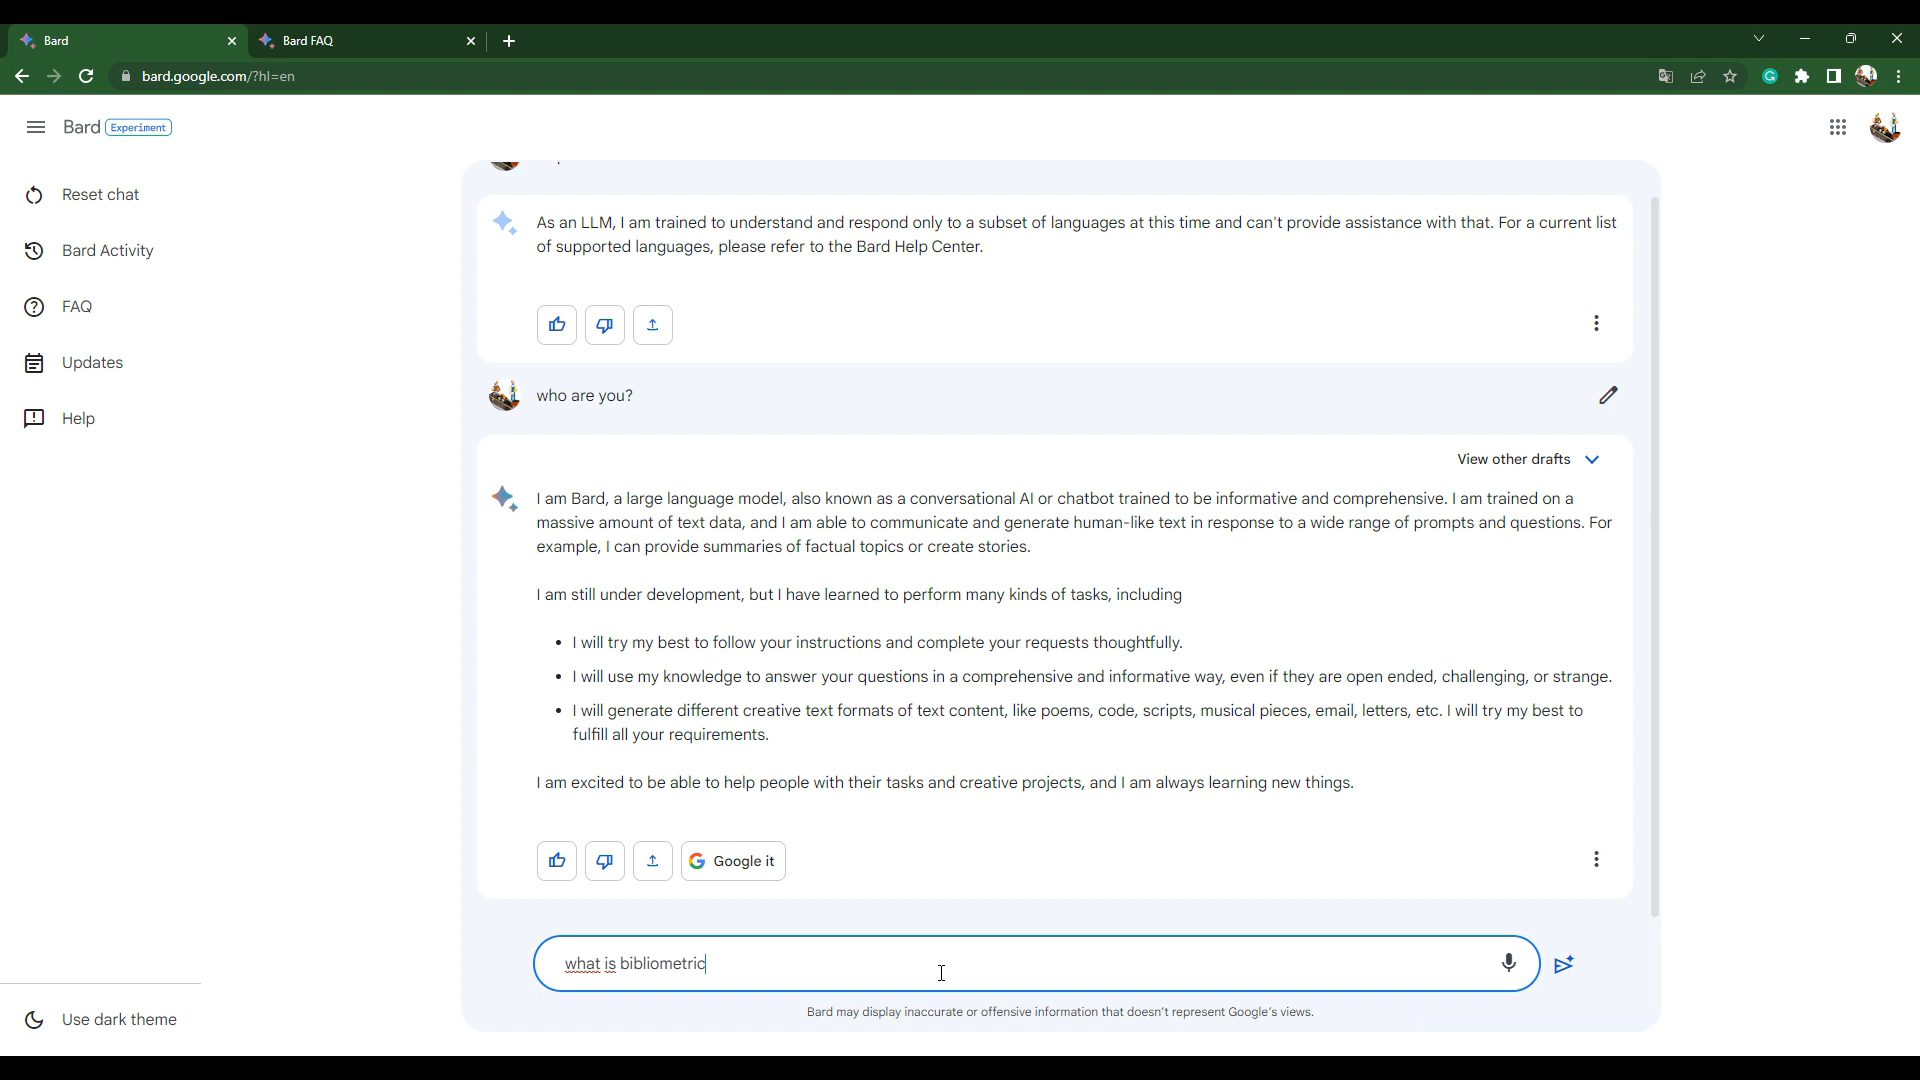 Bard
Bard FAQ
bard.google.com/?hl=en
Bard Experiment
Reset chat
Bard Activity
FAQ
Updates
Help
As an LLM, I am trained to understand and respond only to a subset of languages at this time and can't provide assistance with that. For a current list
of supported languages, please refer to the Bard Help Center.
who are you?
View other drafts
I am Bard, a large language model, also known as a conversational AI or chatbot trained to be informative and comprehensive. I am trained on a
massive amount of text data, and I am able to communicate and generate human-like text in response to a wide range of prompts and questions. For
example, I can provide summaries of factual topics or create stories.
I am still under development, but I have learned to perform many kinds of tasks, including
• I will try my best to follow your instructions and complete your requests thoughtfully.
• I will use my knowledge to answer your questions in a comprehensive and informative way, even if they are open ended, challenging, or strange.
• I will generate different creative text formats of text content, like poems, code, scripts, musical pieces, email, letters, etc. I will try my best to
fulfill all your requirements.
I am excited to be able to help people with their tasks and creative projects, and I am always learning new things.
Google it
what is bibliometric
Bard may display inaccurate or offensive information that doesn't represent Google's views.
Use dark theme